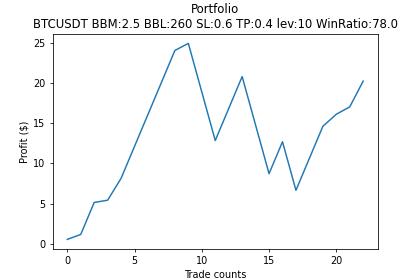 Portfolio
BTCUSDT BBM:2.5 BBL:260 SL:0.6 TP:0.4 lev:10 WinRatio:78.0
25
20
15
10
5
0
Profit ($)
0 5 10 15 20
Trade counts